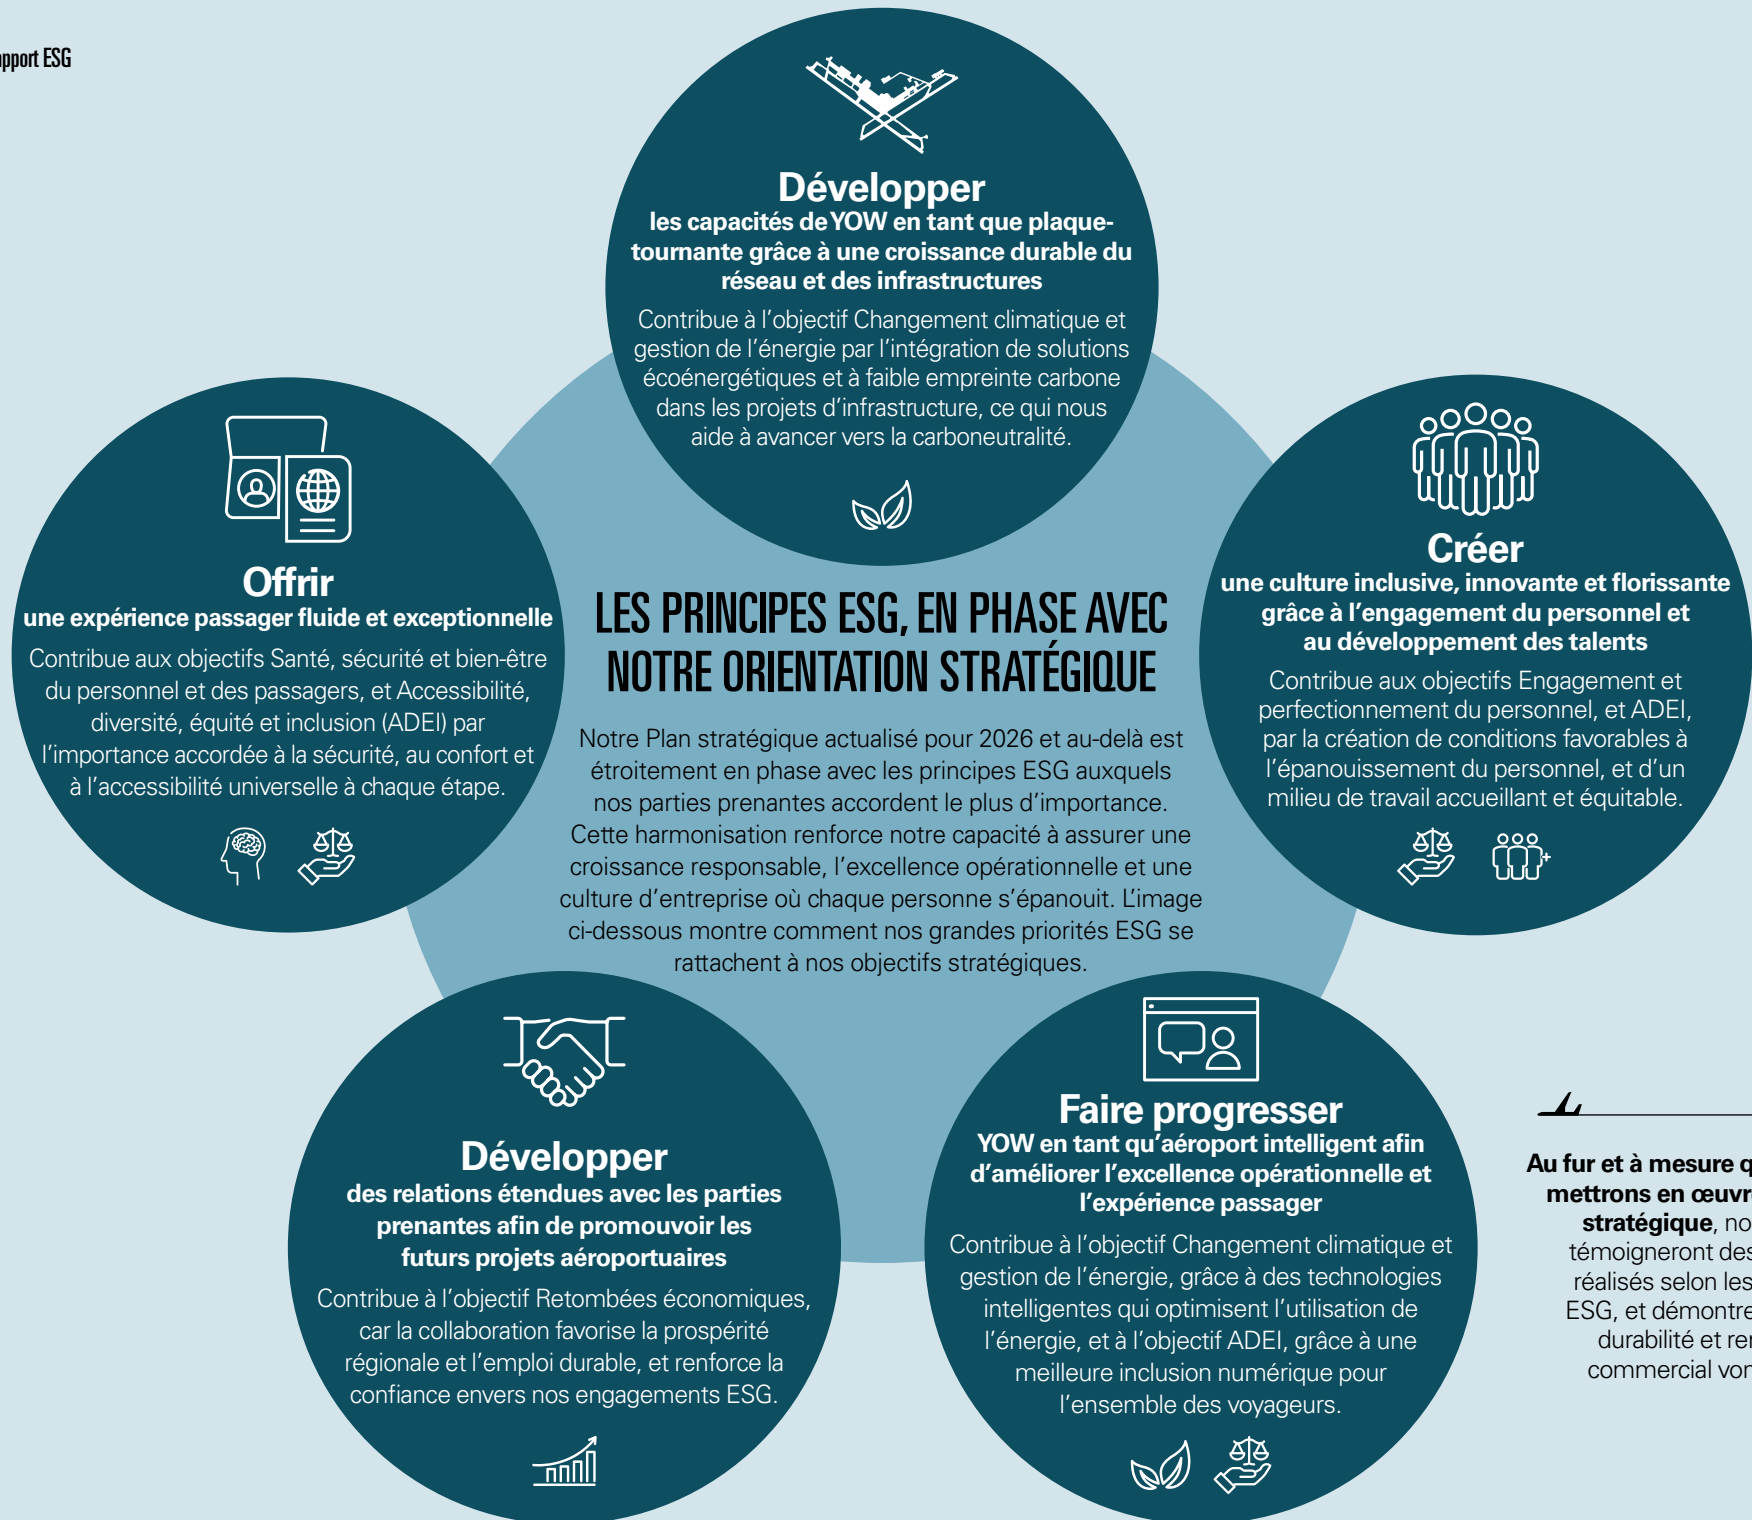 ESG
Développer
les capacités de YOW en tant que plaque-
tournante grâce à une croissance durable du
réseau et des infrastructures
Contribue à l’objectif Changement climatique et
gestion de l’énergie par l’intégration de solutions
écoénergétiques et à faible empreinte carbone
dans les projets d’infrastructure, ce qui nous
aide à avancer vers la carboneutralité.
Offrir
une expérience passager fluide et exceptionnelle
Contribue aux objectifs Santé, sécurité et bien-être
du personnel et des passagers, et Accessibilité,
diversité, équité et inclusion (ADEI) par
l’importance accordée à la sécurité, au confort et
à l’accessibilité universelle à chaque étape.
LES PRINCIPES ESG, EN PHASE AVEC
NOTRE ORIENTATION STRATÉGIQUE
Notre Plan stratégique actualisé pour 2026 et au-delà est
étroitement en phase avec les principes ESG auxquels
nos parties prenantes accordent le plus d’importance.
Cette harmonisation renforce notre capacité à assurer une
croissance responsable, l’excellence opérationnelle et une
culture d’entreprise où chaque personne s’épanouit. L’image
ci-dessous montre comment nos grandes priorités ESG se
rattachent à nos objectifs stratégiques.
Créer
une culture inclusive, innovante et florissante
grâce à l’engagement du personnel et
au développement des talents
Contribue aux objectifs Engagement et
perfectionnement du personnel, et ADEI,
par la création de conditions favorables à
l’épanouissement du personnel, et d’un
milieu de travail accueillant et équitable.
Développer
des relations étendues avec les parties
prenantes afin de promouvoir les
futurs projets aéroportuaires
Contribue à l’objectif Retombées économiques,
car la collaboration favorise la prospérité
régionale et l’emploi durable, et renforce la
confiance envers nos engagements ESG.
Faire progresser
YOW en tant qu’aéroport intelligent afin
d’améliorer l’excellence opérationnelle et
l’expérience passager
Contribue à l’objectif Changement climatique et
gestion de l’énergie, grâce à des technologies
intelligentes qui optimisent l’utilisation de
l’énergie, et à l’objectif ADEI, grâce à une
meilleure inclusion numérique pour
l’ensemble des voyageurs.
Au fur et à mesure
mettrons en
stratégique,
témoigneront des
réalisés selon les
ESG, et
durabilité et
commercial